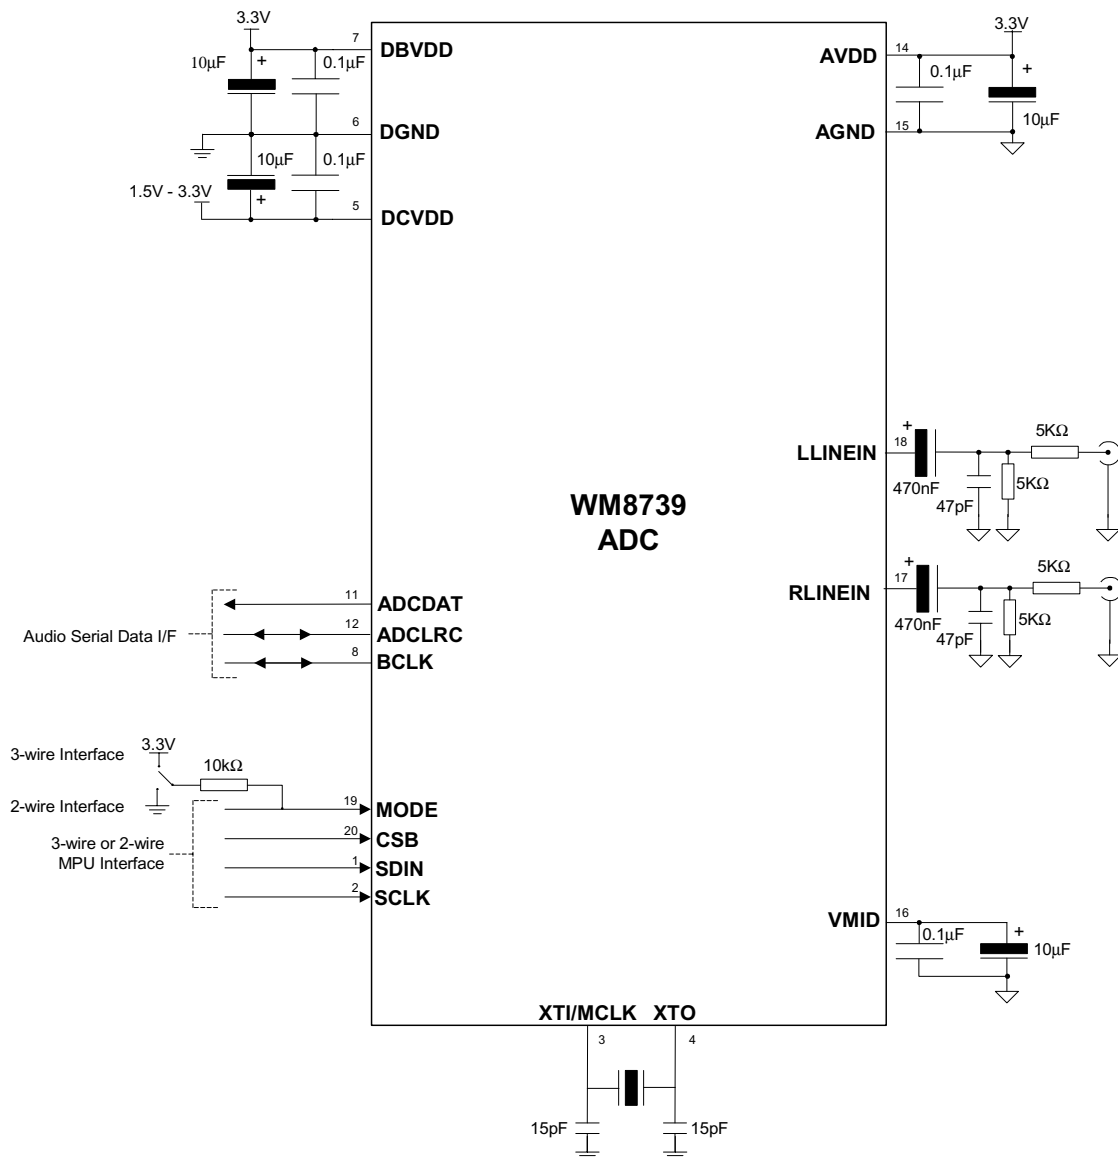 3.3V
7
DBVDD
10µF
+
0.1µF
6
DGND
10µF
0.1µF
1.5V - 3.3V
+
5
DCVDD
3.3V
14
AVDD
0.1µF
+
10µF
AGND
15
WM8739
ADC
LLINEIN
+
18
470nF
47pF
5KΩ
5KΩ
RLINEIN
+
17
470nF
47pF
5KΩ
5KΩ
Audio Serial Data I/F
11
ADCDAT
12
ADCLRC
8
BCLK
3-wire Interface
3.3V
10kΩ
2-wire Interface
19
MODE
3-wire or 2-wire
MPU Interface
20
CSB
1
SDIN
2
SCLK
VMID
16
0.1µF
+
10µF
XTI/MCLK
XTO
3
4
15pF
15pF